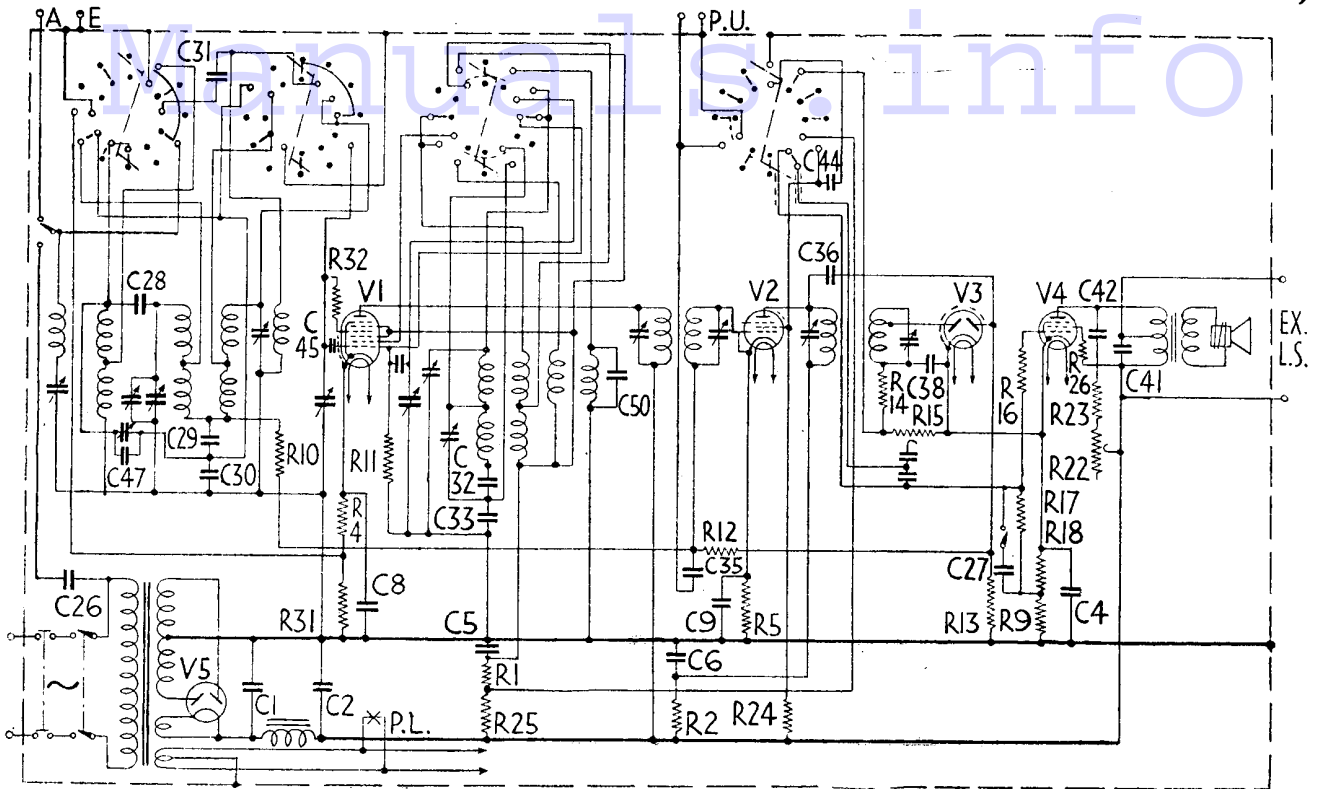 A E
P.U.
Manuals.info
C31
C44
R32
V1
C28
C
45
C36
V2
V3
V4
C42
EX.
L.S.
C41
C50
C38
R
14
R15
R
16
R
26
R23
R22
C29
C47
C30
R10
R11
C
32
C33
R
4
R17
R18
R12
C35
C27
C26
C8
R31
C5
C9
R5
R13
R9
C4
V5
C1
C2
R1
C6
P.L.
R25
R2
R24